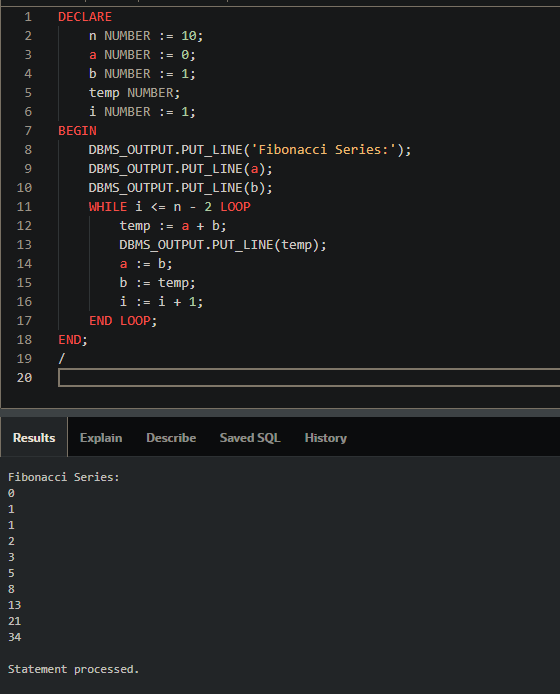 1 DECLARE
2 n NUMBER := 10;
3 a NUMBER := 0;
4 b NUMBER := 1;
5 temp NUMBER;
6 i NUMBER := 1;
7 BEGIN
8 DBMS_OUTPUT.PUT_LINE('Fibonacci Series:');
9 DBMS_OUTPUT.PUT_LINE(a);
10 DBMS_OUTPUT.PUT_LINE(b);
11 WHILE i <= n - 2 LOOP
12 temp := a + b;
13 DBMS_OUTPUT.PUT_LINE(temp);
14 a := b;
15 b := temp;
16 i := i + 1;
17 END LOOP;
18 END;
19 /
20
Results Explain Describe Saved SQL History
Fibonacci Series:
0
1
1
2
3
5
8
13
21
34
Statement processed.